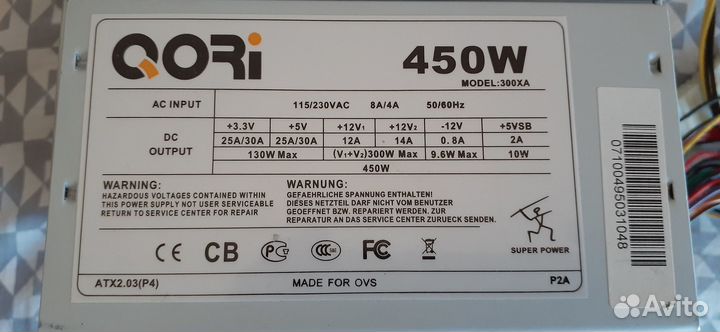 QORi
450W
MODEL:300XA
AC INPUT 115/230VAC 8A/4A 50/60Hz
DC OUTPUT
+3.3V +5V +12V1 +12V2 -12V +5VSB
25A/30A 25A/30A 12A 14A 0.8A 2A
130W Max (V1+V2)300W Max 9.6W Max 10W
450W
WARNING:
HAZARDOUS VOLTAGES CONTAINED WITHIN
THIS POWER SUPPLY NOT USER SERVICEABLE
RETURN TO SERVICE CENTER FOR REPAIR
WARNUNG:
GEFAEHRLICHE SPANNUNG ENTHALTEN!
DIESES NETZTEIL DARF NICHT VOM BENUTZER
GEOEFFNET BZW. REPARIERT WERDEN. ZUR
REPARATUR AN DAS SERVICE CENTER ZURUECK SENDEN.
CE CB CCC FC
SUPER POWER
ATX2.03(P4) MADE FOR OVS P2A
07100495031048
Avito